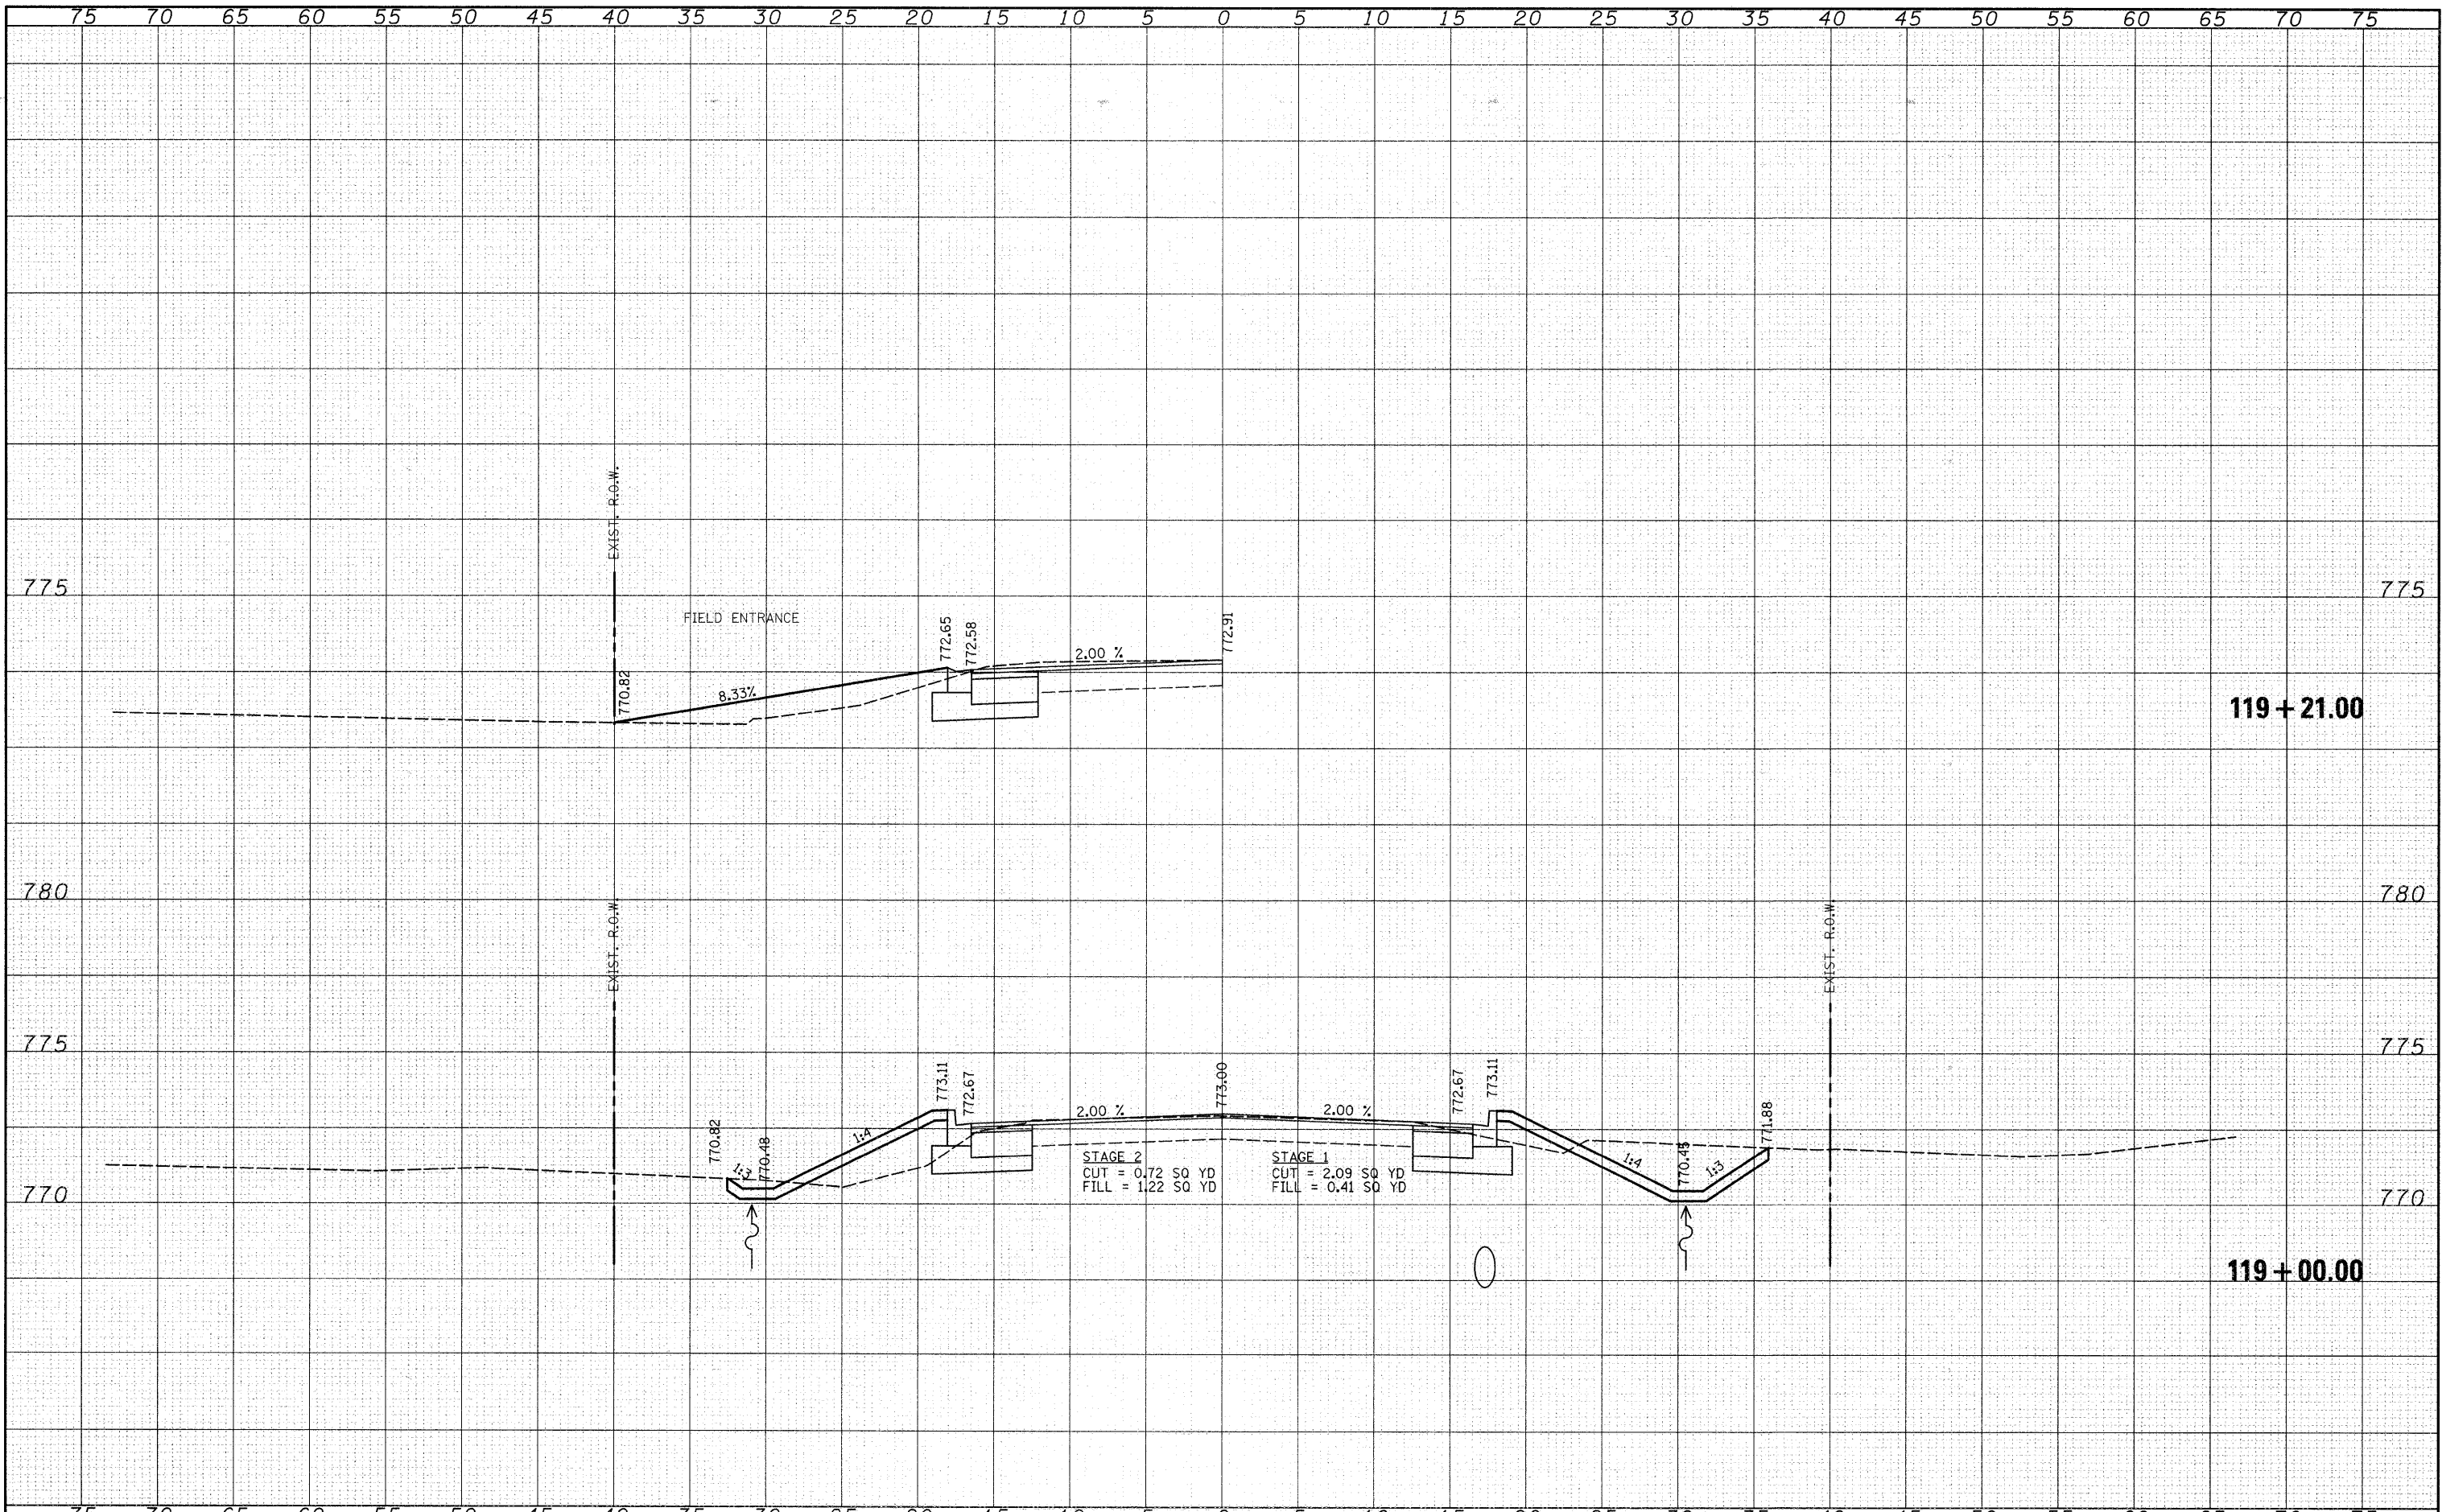 75 70 65 60 55 50 45 40 35 30 25 20 15 10 5 0 5 10 15 20 25 30 35 40 45 50 55 60 65 70 75
EXIST. R.O.W.
775 775
FIELD ENTRANCE
772.65
772.58
772.91
2.00 %
770.82
8.33%
119 + 21.00
780 780
EXIST. R.O.W.
EXIST. R.O.W.
775 775
773.11
772.67
773.00
772.67
773.11
2.00 %
2.00 %
770.82
770.48
1:3
1:4
771.88
770.45
1:4
1:3
STAGE 2
CUT = 0.72 SQ YD
FILL = 1.22 SQ YD
STAGE 1
CUT = 2.09 SQ YD
FILL = 0.41 SQ YD
770 770
119 + 00.00